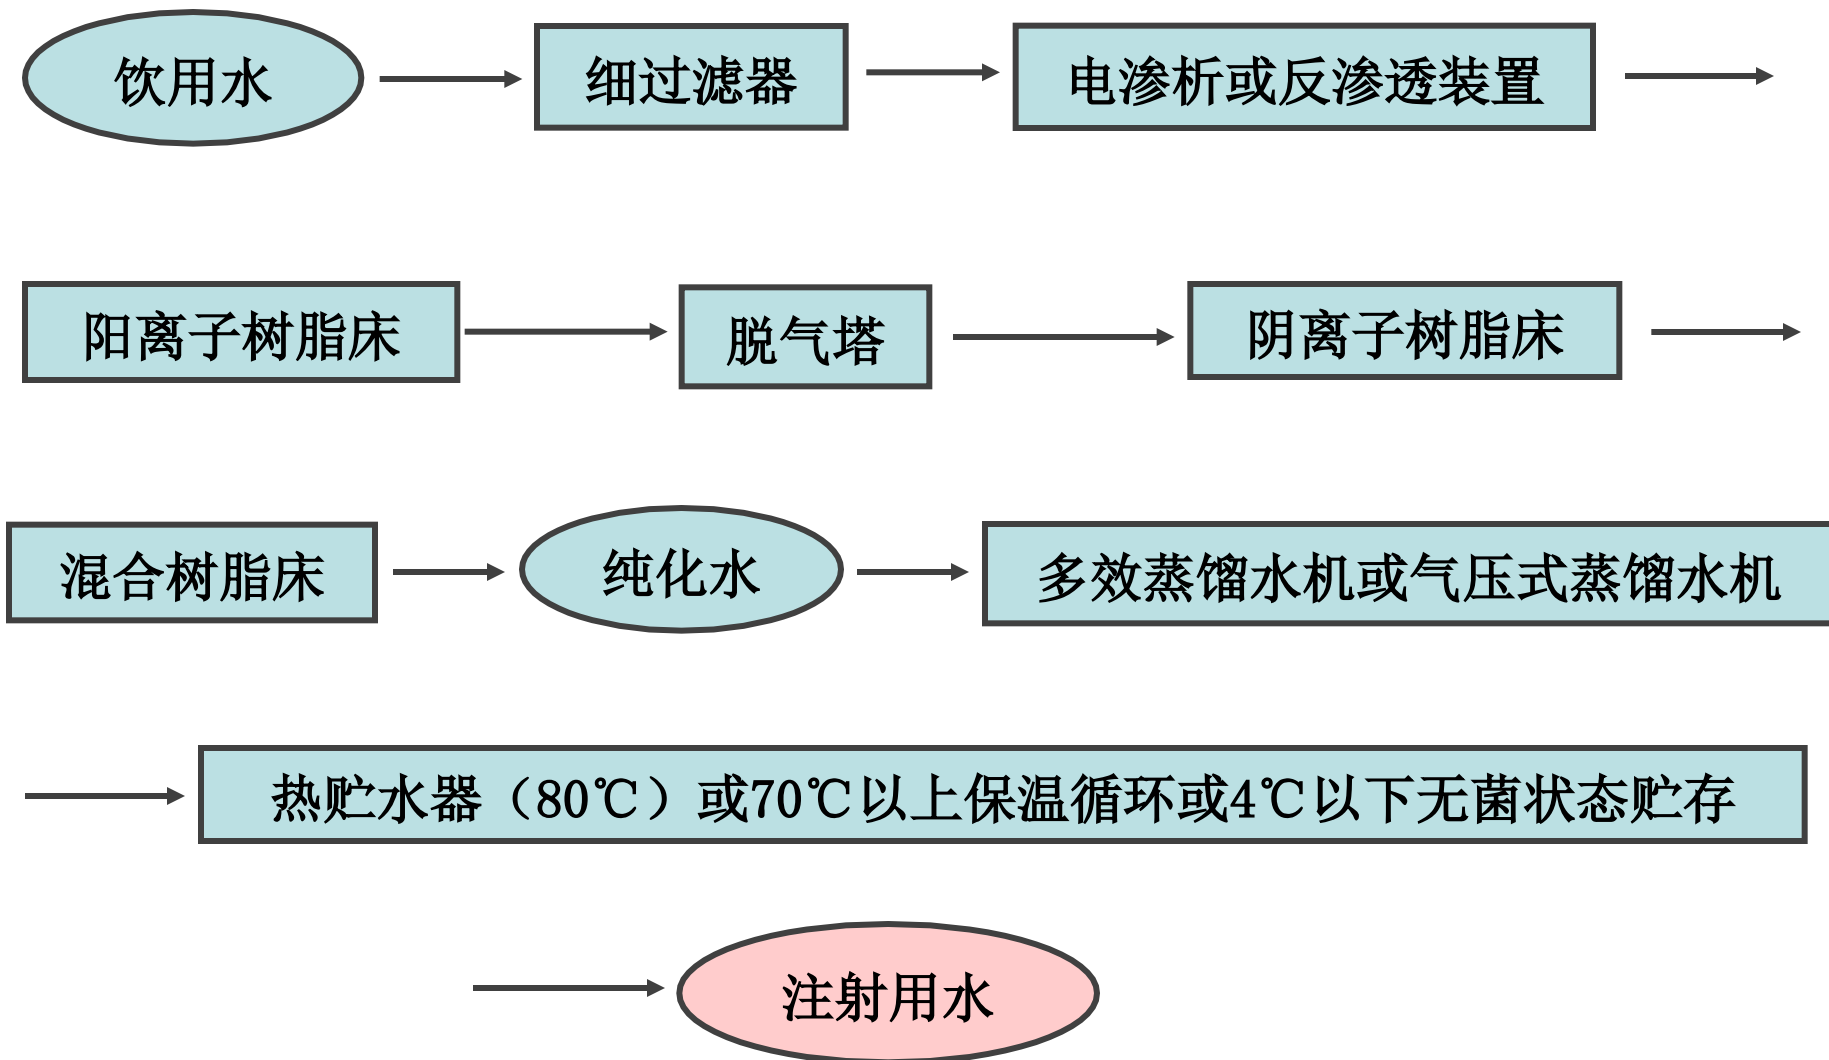 饮用水
细过滤器
电渗析或反渗透装置
阳离子树脂床
脱气塔
阴离子树脂床
混合树脂床
纯化水
多效蒸馏水机或气压式蒸馏水机
热贮水器（80℃）或70℃以上保温循环或4℃以下无菌状态贮存
注射用水